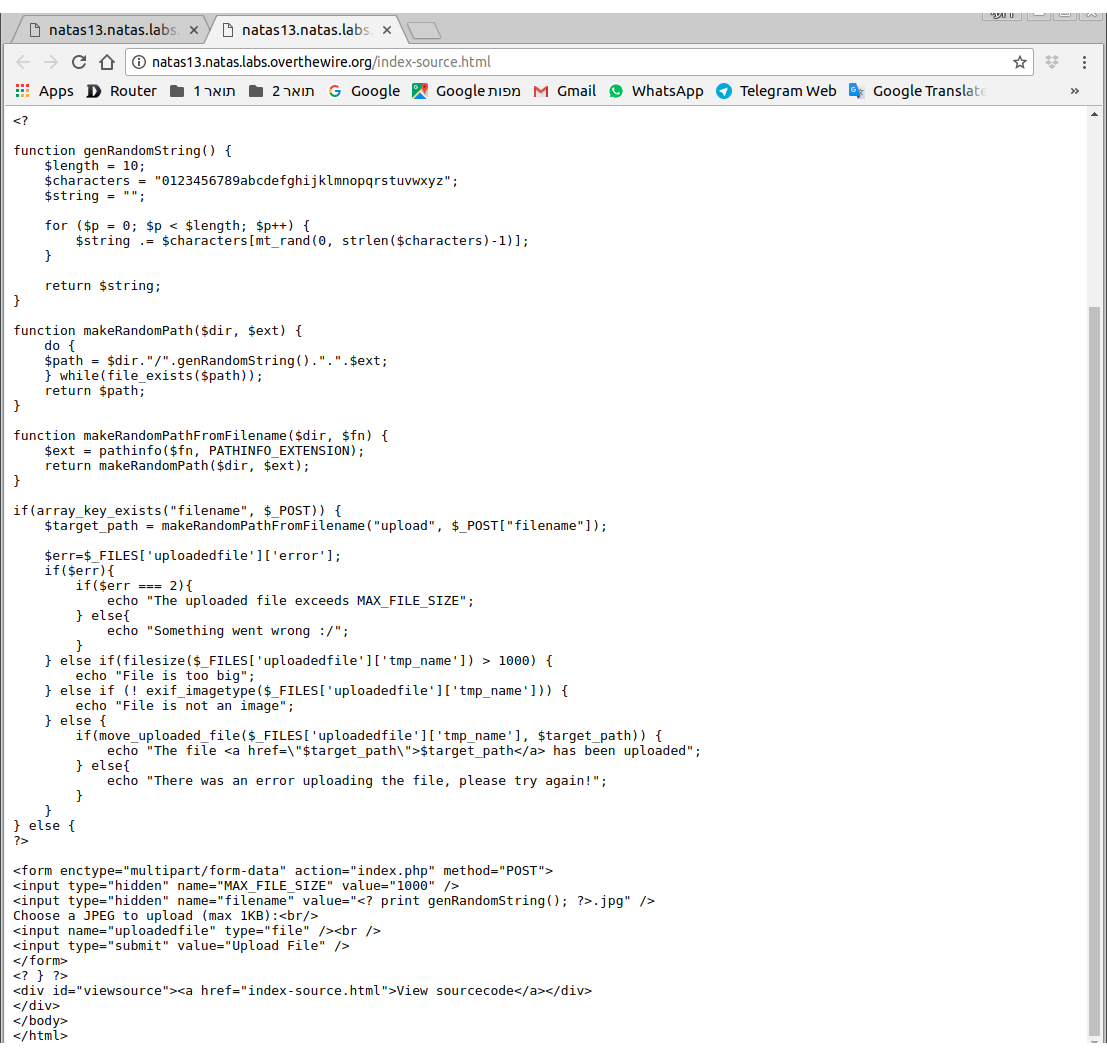 natas13.natas.labs. × natas13.natas.labs. ×
natas13.natas.labs.overthewire.org/index-source.html
Apps Router תואר 1 תואר 2 Google Google מפות Gmail WhatsApp Telegram Web Google Translate »
<?
function genRandomString() {
    $length = 10;
    $characters = "0123456789abcdefghijklmnopqrstuvwxyz";
    $string = "";
    for ($p = 0; $p < $length; $p++) {
        $string .= $characters[mt_rand(0, strlen($characters)-1)];
    }
    return $string;
}
function makeRandomPath($dir, $ext) {
    do {
    $path = $dir."/".genRandomString().".".$ext;
    } while(file_exists($path));
    return $path;
}
function makeRandomPathFromFilename($dir, $fn) {
    $ext = pathinfo($fn, PATHINFO_EXTENSION);
    return makeRandomPath($dir, $ext);
}
if(array_key_exists("filename", $_POST)) {
    $target_path = makeRandomPathFromFilename("upload", $_POST["filename"]);
    $err=$_FILES['uploadedfile']['error'];
    if($err){
        if($err === 2){
            echo "The uploaded file exceeds MAX_FILE_SIZE";
        } else{
            echo "Something went wrong :/";
        }
    } else if(filesize($_FILES['uploadedfile']['tmp_name']) > 1000) {
        echo "File is too big";
    } else if (! exif_imagetype($_FILES['uploadedfile']['tmp_name'])) {
        echo "File is not an image";
    } else {
        if(move_uploaded_file($_FILES['uploadedfile']['tmp_name'], $target_path)) {
            echo "The file <a href=\"$target_path\">$target_path</a> has been uploaded";
        } else{
            echo "There was an error uploading the file, please try again!";
        }
    }
} else {
?>
<form enctype="multipart/form-data" action="index.php" method="POST">
<input type="hidden" name="MAX_FILE_SIZE" value="1000" />
<input type="hidden" name="filename" value="<? print genRandomString(); ?>.jpg" />
Choose a JPEG to upload (max 1KB):<br/>
<input name="uploadedfile" type="file" /><br />
<input type="submit" value="Upload File" />
</form>
<? } ?>
<div id="viewsource"><a href="index-source.html">View sourcecode</a></div>
</div>
</body>
</html>